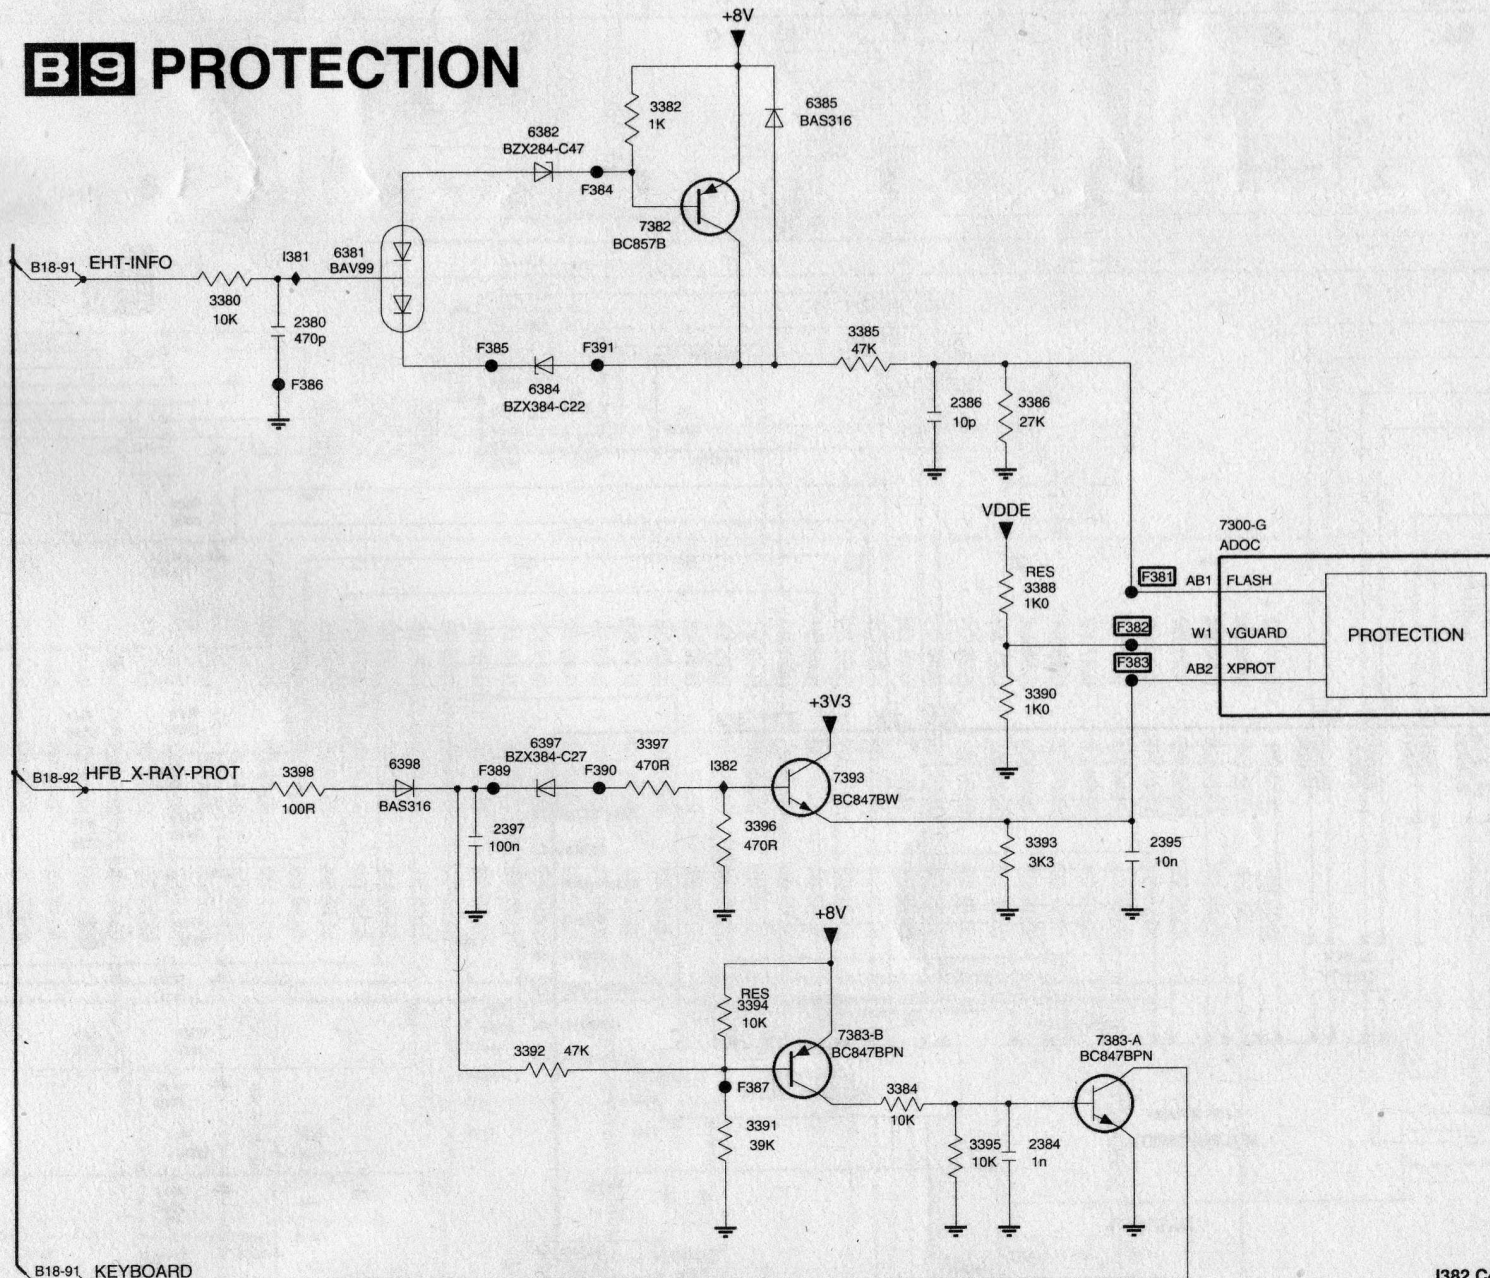 +8V
B9 PROTECTION
3382
1K
6385
BAS316
6382
BZX284-C47
F384
7382
BC857B
B18-91 EHT-INFO
I381
6381
BAV99
3380
10K
2380
470p
F386
F385
F391
6384
BZX384-C22
3385
47K
2386
10p
3386
27K
VDDE
RES
3388
1K0
7300-G
ADOC
F381 AB1 FLASH
F382 W1 VGUARD
F383 AB2 XPROT
PROTECTION
3390
1K0
+3V3
B18-92 HFB_X-RAY-PROT
3398
100R
6398
BAS316
F389
6397
BZX384-C27
F390
3397
470R
I382
7393
BC847BW
2397
100n
3396
470R
3393
3K3
2395
10n
+8V
RES
3394
10K
7383-B
BC847BPN
7383-A
BC847BPN
3392 47K
F387
3384
10K
3391
39K
3395
10K
2384
1n
B18-91 KEYBOARD